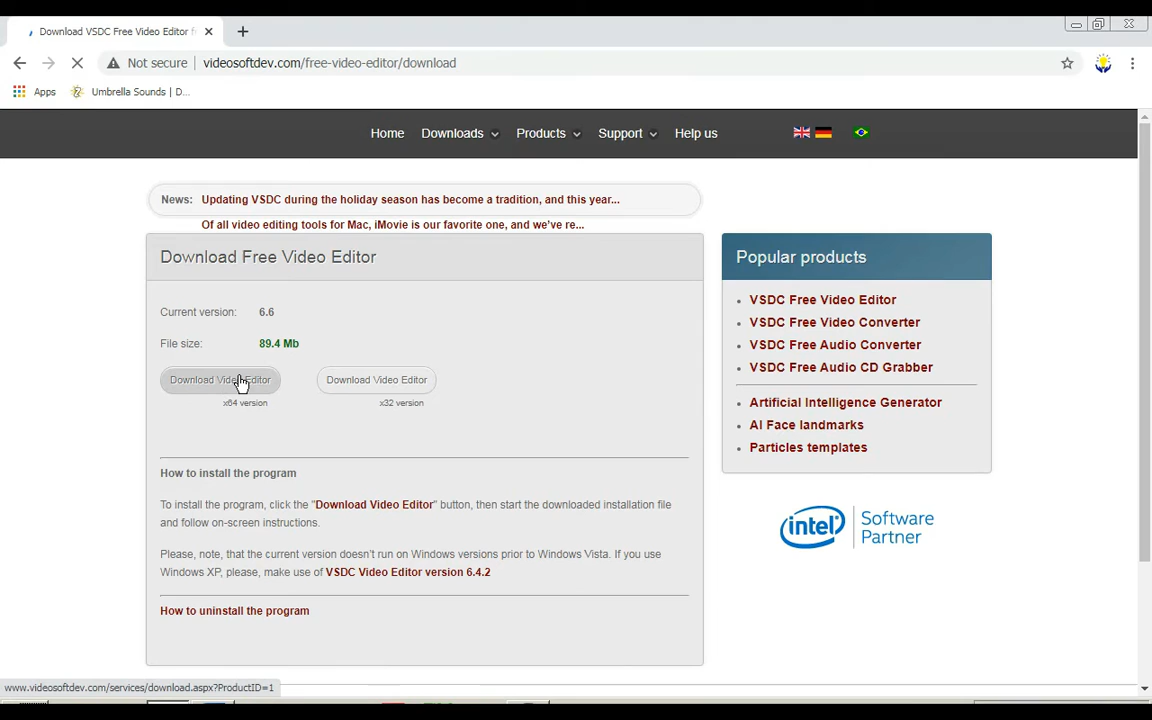 Download VSDC Free Video Editor f
Not secure videosoftdev.com/free-video-editor/download
Apps Umbrella Sounds | D...
Home Downloads Products Support Help us
News: Updating VSDC during the holiday season has become a tradition, and this year...
Of all video editing tools for Mac, iMovie is our favorite one, and we've re...
Download Free Video Editor
Current version: 6.6
File size: 89.4 Mb
Download Video Editor
x64 version
Download Video Editor
x32 version
How to install the program
To install the program, click the "Download Video Editor" button, then start the downloaded installation file
and follow on-screen instructions.
Please, note, that the current version doesn't run on Windows versions prior to Windows Vista. If you use
Windows XP, please, make use of VSDC Video Editor version 6.4.2
How to uninstall the program
Popular products
VSDC Free Video Editor
VSDC Free Video Converter
VSDC Free Audio Converter
VSDC Free Audio CD Grabber
Artificial Intelligence Generator
AI Face landmarks
Particles templates
intel Software
Partner
www.videosoftdev.com/services/download.aspx?ProductID=1